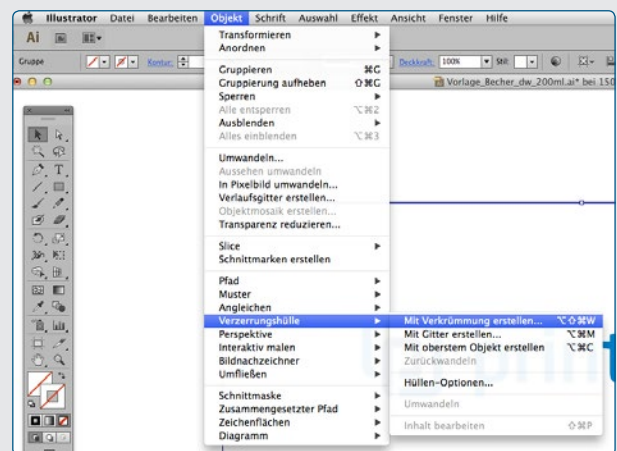 Illustrator Datei Bearbeiten Objekt Schrift Auswahl Effekt Ansicht Fenster Hilfe
Ai Br
Gruppe Kontur: Deckkraft: 100% Stil:
Vorlage_Becher_dw_200ml.ai* bei 150
Transformieren
Anordnen
Gruppieren ⌘G
Gruppierung aufheben ⇧⌘G
Sperren
Alle entsperren ⌥⌘2
Ausblenden
Alles einblenden ⌥⌘3
Umwandeln...
Aussehen umwandeln
In Pixelbild umwandeln...
Verlaufsgitter erstellen...
Objektmosaik erstellen...
Transparenz reduzieren...
Slice
Schnittmarken erstellen
Pfad
Muster
Angleichen
Verzerrungshülle
Perspektive
Interaktiv malen
Bildnachzeichner
Umfließen
Schnittmaske
Zusammengesetzter Pfad
Zeichenflächen
Diagramm
Mit Verkrümmung erstellen... ⌥⇧⌘W
Mit Gitter erstellen... ⌥⌘M
Mit oberstem Objekt erstellen ⌥⌘C
Zurückwandeln
Hüllen-Optionen...
Umwandeln
Inhalt bearbeiten ⇧⌘P
print